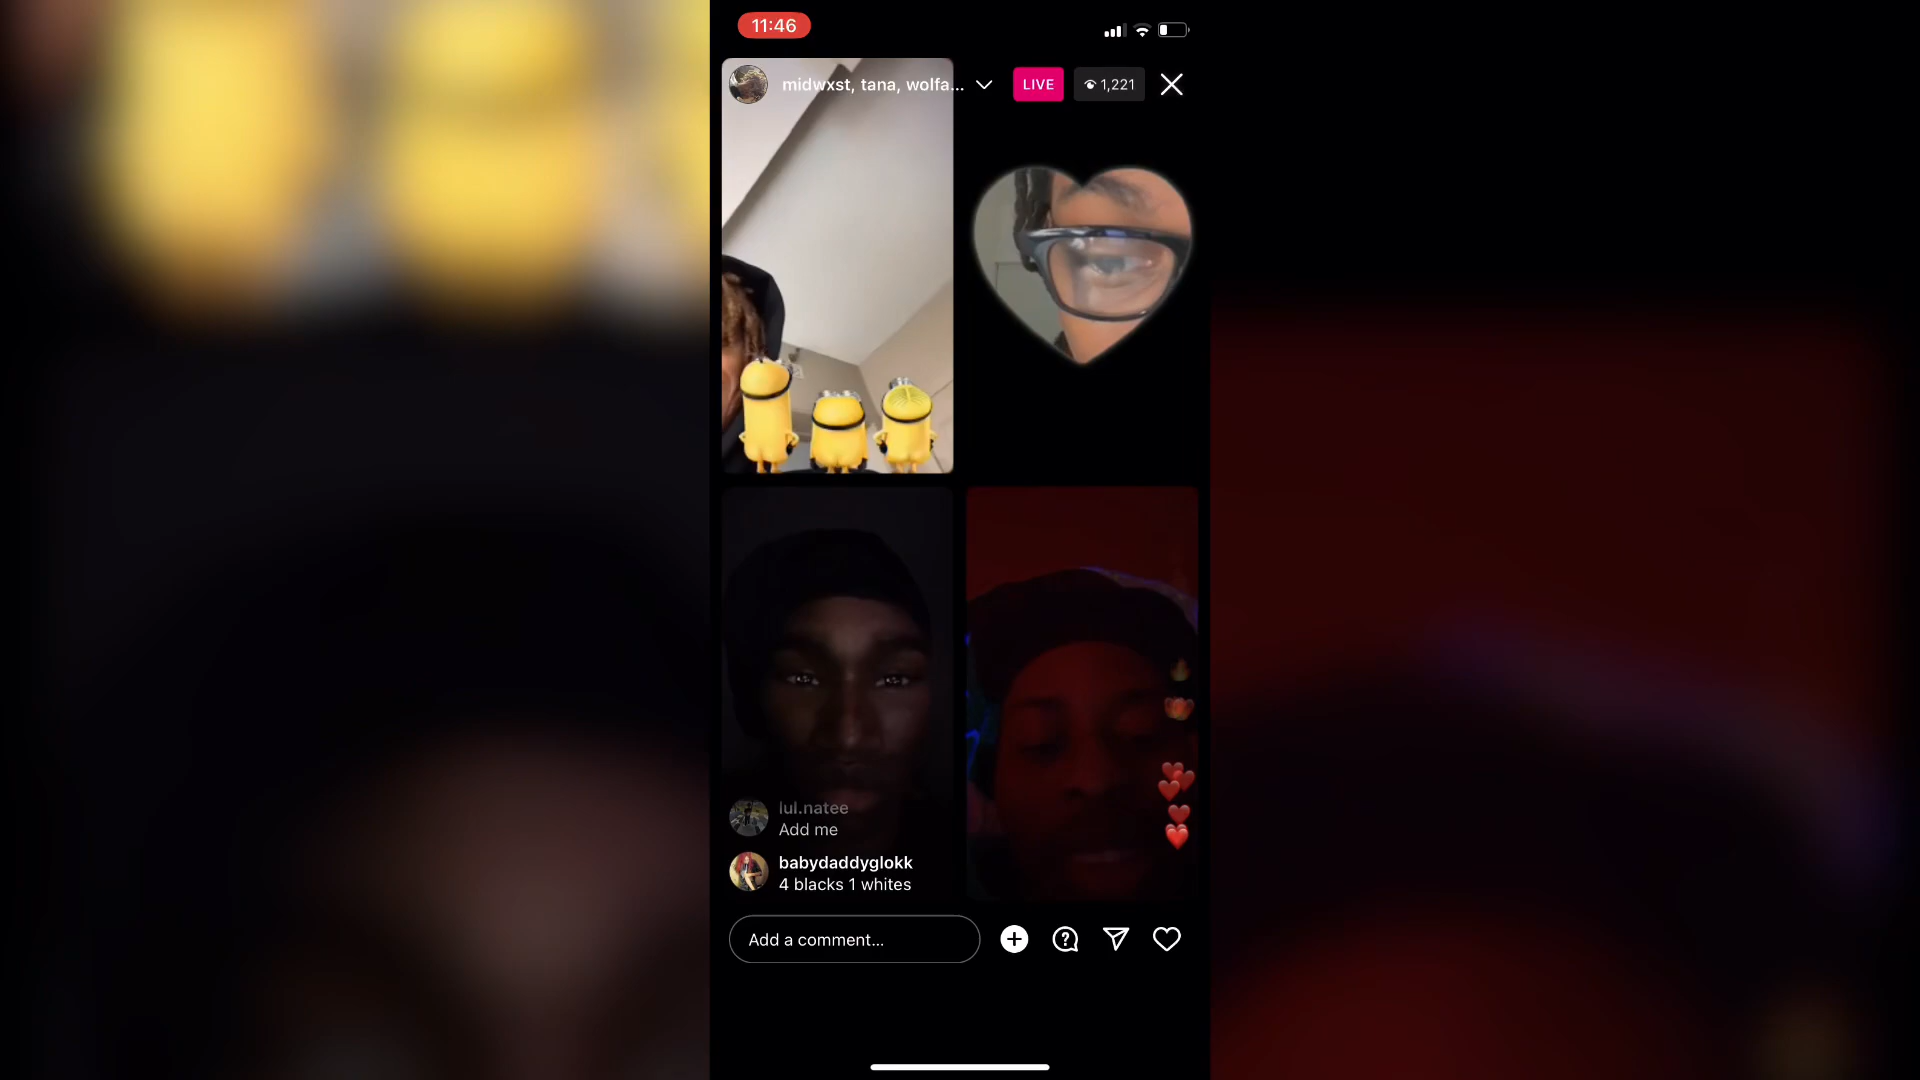 11:46
midwxst, tana, wolfa...
LIVE
1,221
lul.natee
Add me
babydaddyglokk
4 blacks 1 whites
Add a comment...